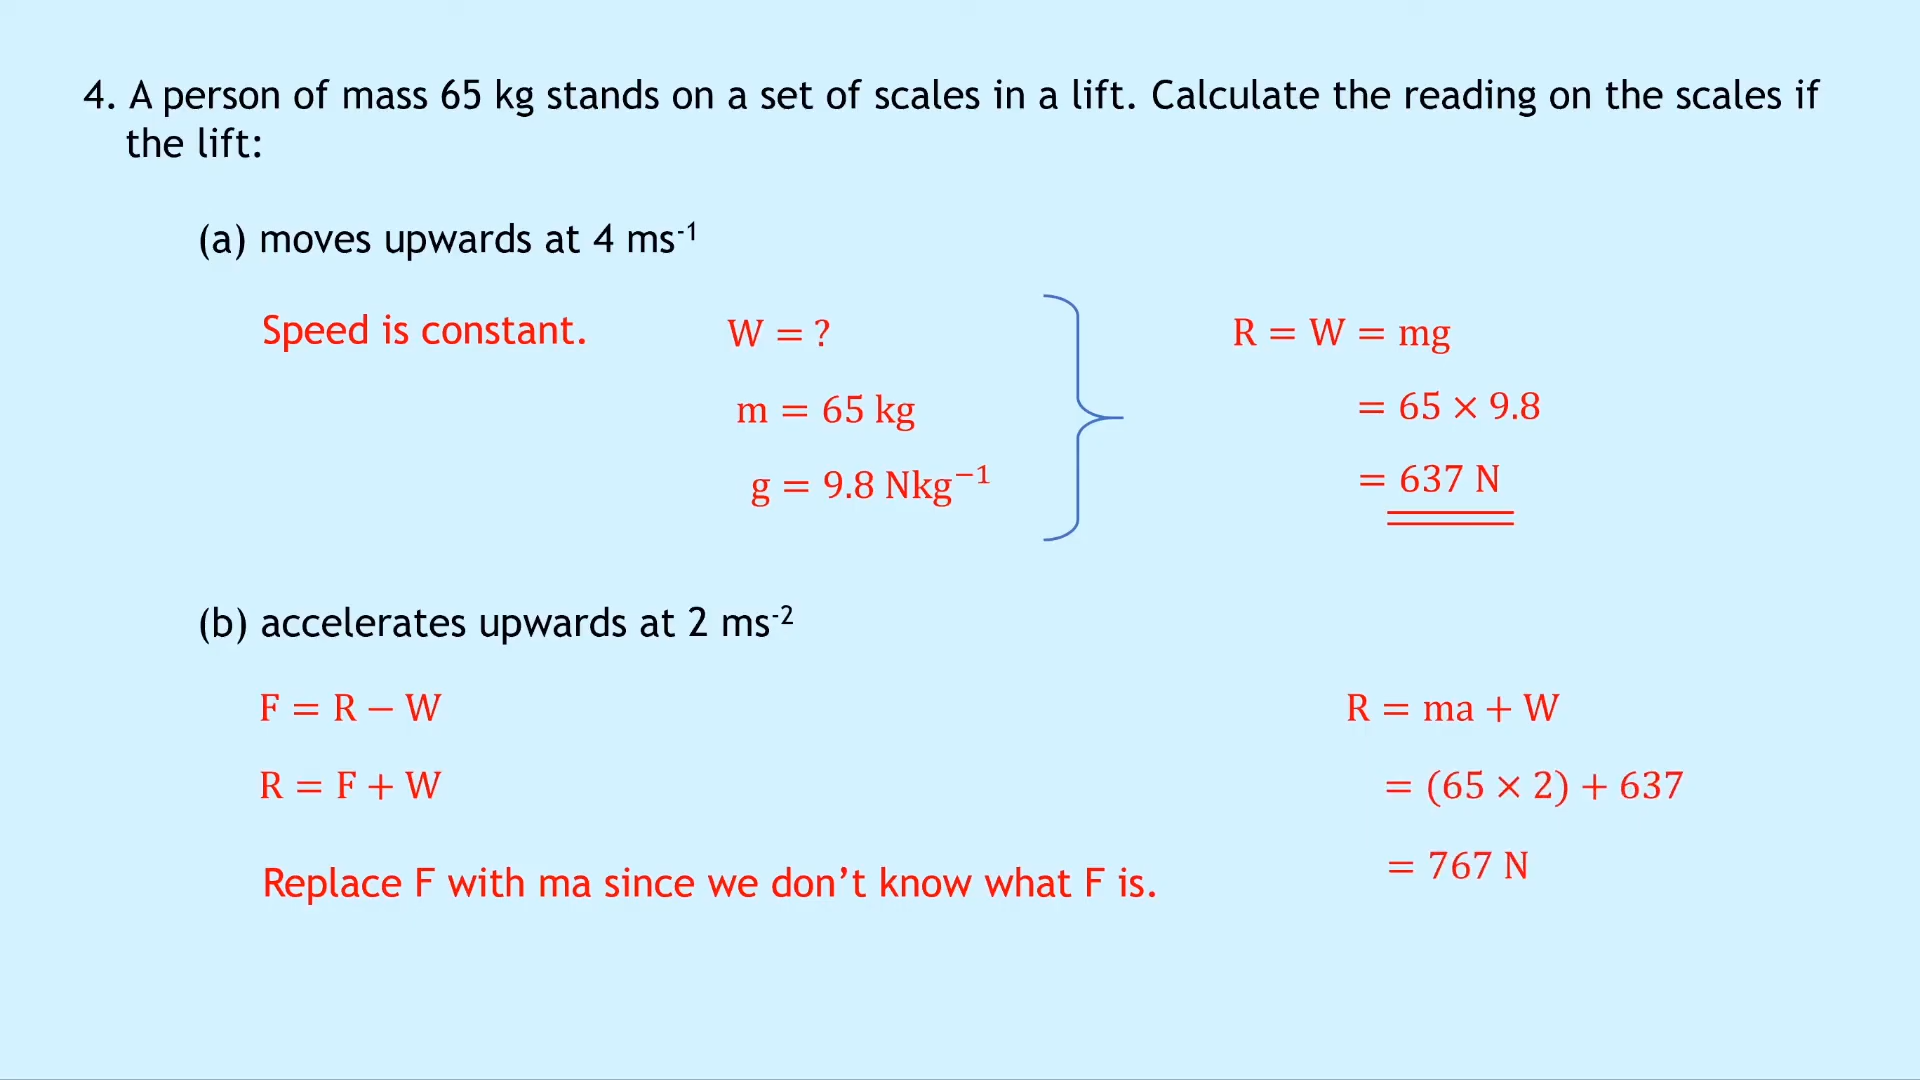 4. A person of mass 65 kg stands on a set of scales in a lift. Calculate the reading on the scales if
the lift:
(a) moves upwards at 4 ms⁻¹
Speed is constant.
W = ?
m = 65 kg
g = 9.8 Nkg⁻¹
R = W = mg
= 65 × 9.8
= 637 N
(b) accelerates upwards at 2 ms⁻²
F = R − W
R = F + W
Replace F with ma since we don’t know what F is.
R = ma + W
= (65 × 2) + 637
= 767 N